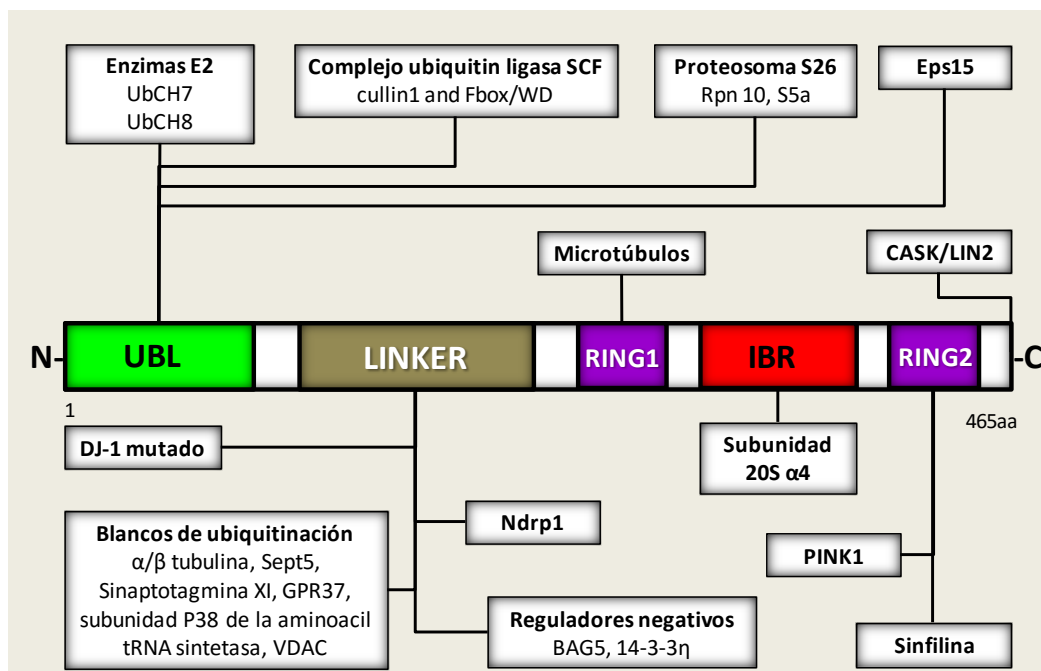 Enzimas E2
UbCH7
UbCH8
Complejo ubiquitin ligasa SCF
cullin1 and Fbox/WD
Proteosoma S26
Rpn 10, S5a
Eps15
Microtúbulos
CASK/LIN2
N-
UBL
LINKER
RING1
IBR
RING2
-C
1
465aa
DJ-1 mutado
Subunidad
20S α4
Blancos de ubiquitinación
α/β tubulina, Sept5,
Sinaptotagmina XI, GPR37,
subunidad P38 de la aminoacil
tRNA sintetasa, VDAC
Ndrp1
PINK1
Reguladores negativos
BAG5, 14-3-3η
Sinfilina